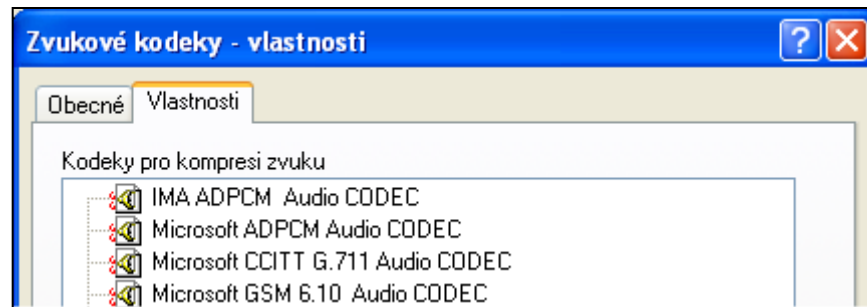 Zvukové kodeky - vlastnosti
Obecné Vlastnosti
Kodeky pro kompresi zvuku
IMA ADPCM Audio CODEC
Microsoft ADPCM Audio CODEC
Microsoft CCITT G.711 Audio CODEC
Microsoft GSM 6.10 Audio CODEC